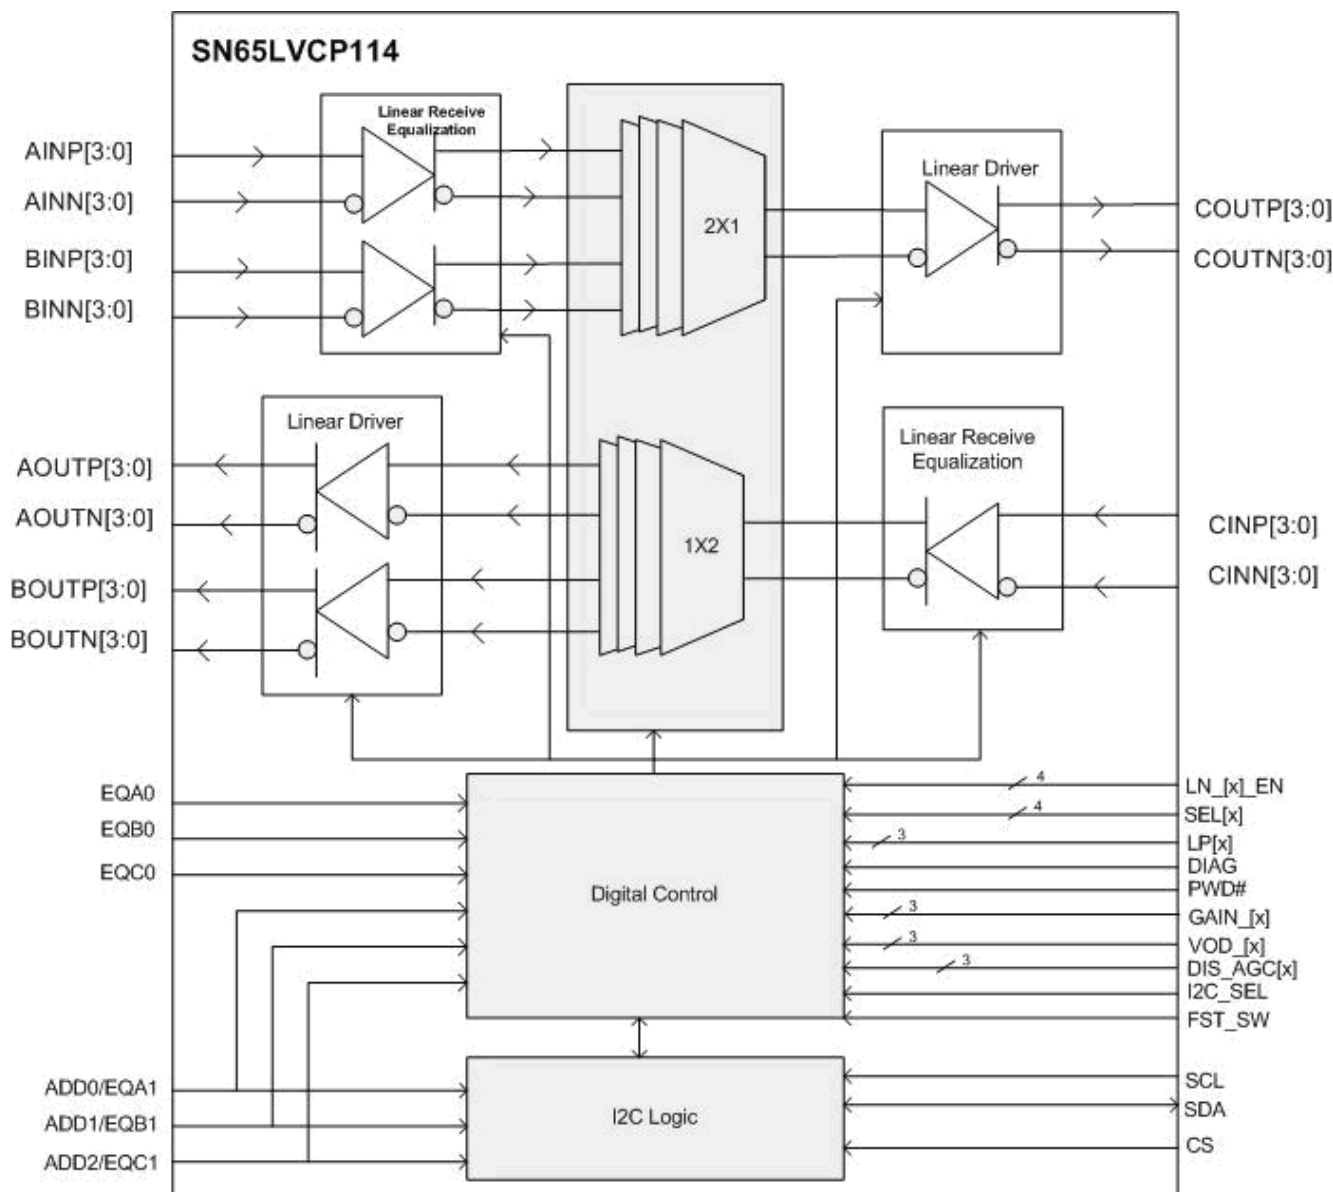 SN65LVCP114
Linear Receive
Equalization
AINP[3:0]
AINN[3:0]
BINP[3:0]
BINN[3:0]
2X1
Linear Driver
COUTP[3:0]
COUTN[3:0]
Linear Driver
AOUTP[3:0]
AOUTN[3:0]
BOUTP[3:0]
BOUTN[3:0]
1X2
Linear Receive
Equalization
CINP[3:0]
CINN[3:0]
EQA0
EQB0
EQC0
Digital Control
4
LN_[x]_EN
4
SEL[x]
3
LP[x]
DIAG
PWD#
3
GAIN_[x]
3
VOD_[x]
3
DIS_AGC[x]
I2C_SEL
FST_SW
ADD0/EQA1
ADD1/EQB1
ADD2/EQC1
I2C Logic
SCL
SDA
CS